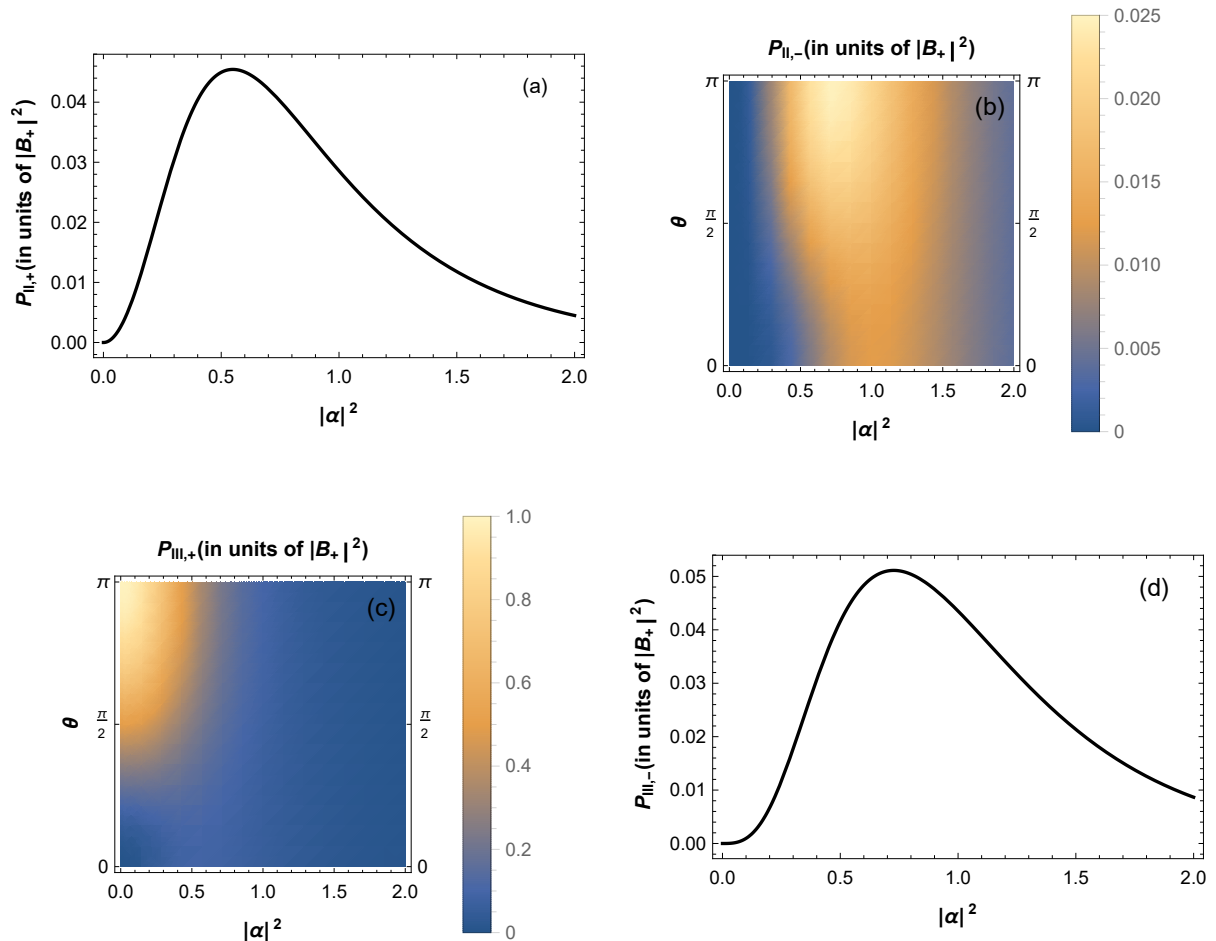 (a)
P_{II,+}(in units of |B_+|^2)
0.04
0.03
0.02
0.01
0.00
0.0 0.5 1.0 1.5 2.0
|α|^2
P_{II,−}(in units of |B_+|^2)
(b)
π π
θ
π/2 π/2
0 0
0.0 0.5 1.0 1.5 2.0
|α|^2
0.025
0.020
0.015
0.010
0.005
0
P_{III,+}(in units of |B_+|^2)
(c)
π π
θ
π/2 π/2
0 0
0.0 0.5 1.0 1.5 2.0
|α|^2
1.0
0.8
0.6
0.4
0.2
0
(d)
P_{III,−}(in units of |B_+|^2)
0.05
0.04
0.03
0.02
0.01
0.00
0.0 0.5 1.0 1.5 2.0
|α|^2